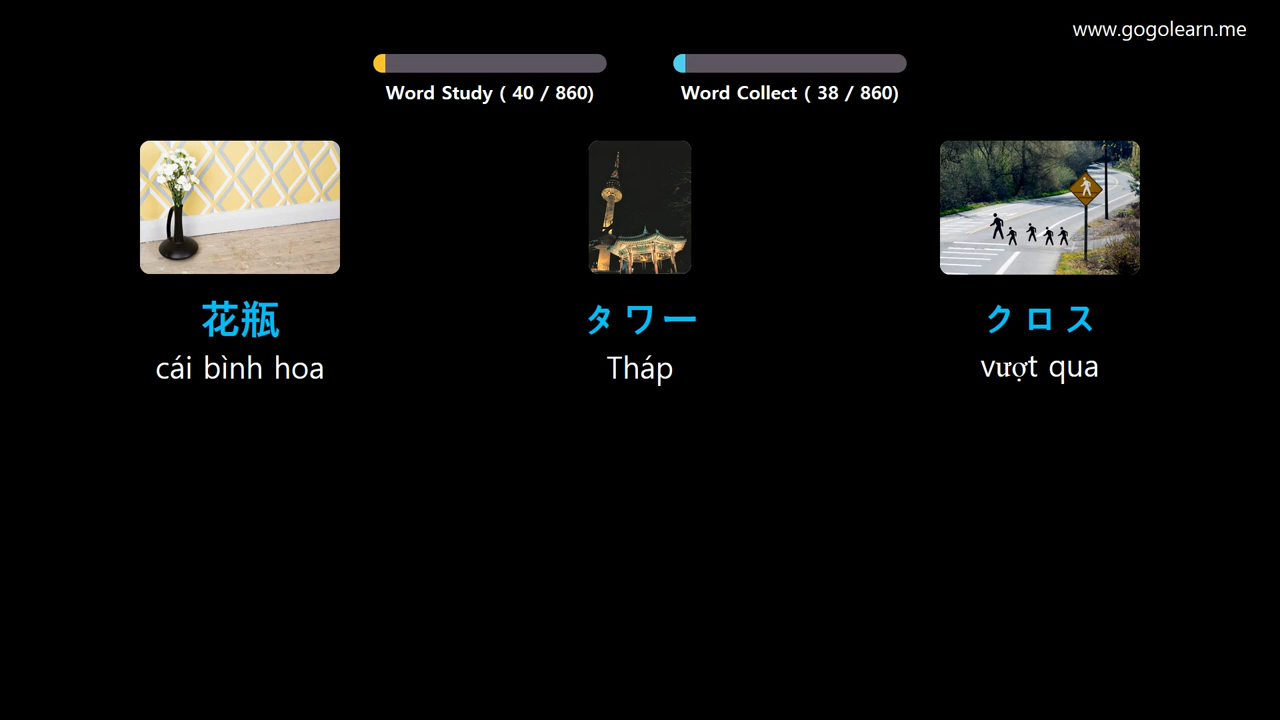 www.gogolearn.me
Word Study ( 40 / 860)
Word Collect ( 38 / 860)
花瓶
タワー
クロス
cái bình hoa
Tháp
vượt qua